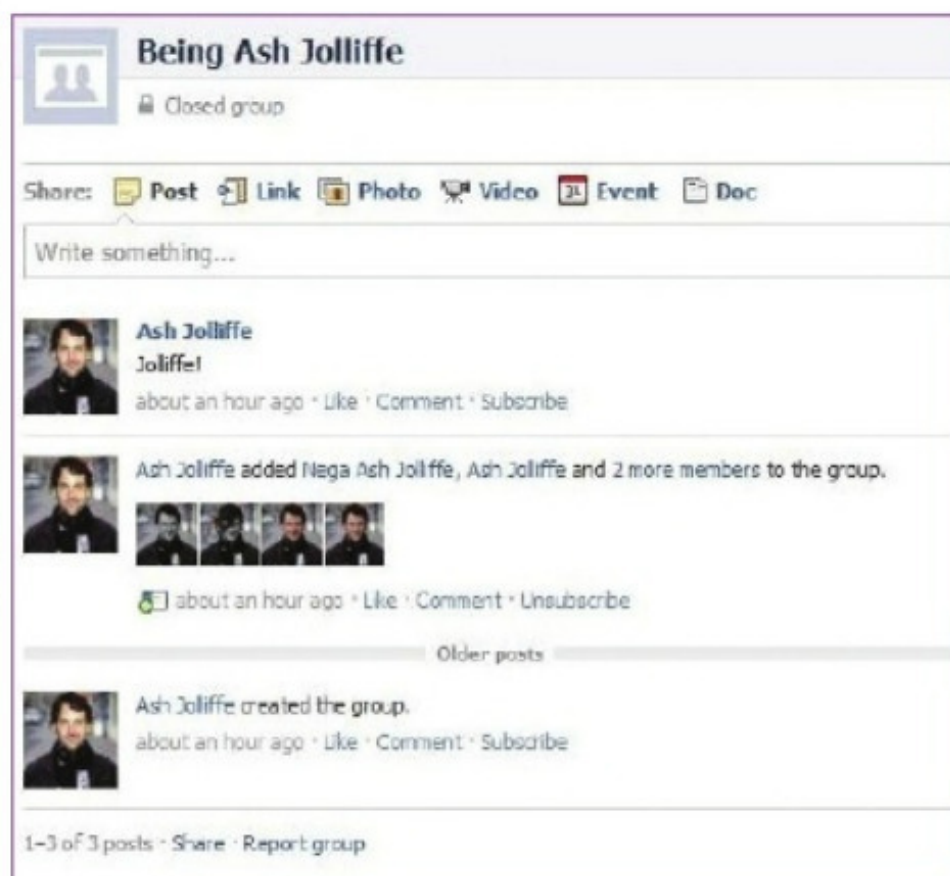 Being Ash Jolliffe
Closed group
Share: Post Link Photo Video 31 Event Doc
Write something...
Ash Jolliffe
Joliffe!
about an hour ago · Like · Comment · Subscribe
Ash Jolliffe added Nega Ash Jolliffe, Ash Jolliffe and 2 more members to the group.
about an hour ago · Like · Comment · Unsubscribe
Older posts
Ash Jolliffe created the group.
about an hour ago · Like · Comment · Subscribe
1–3 of 3 posts · Share · Report group